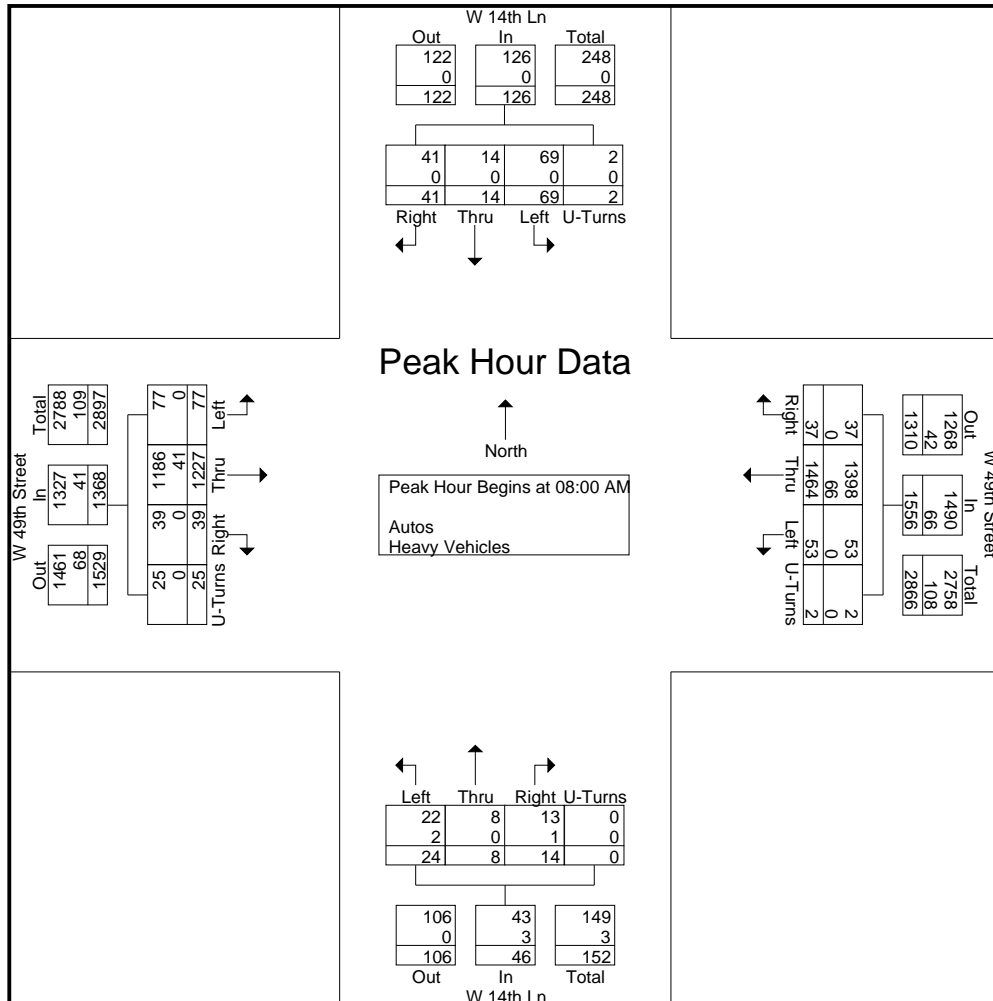 W 14th Ln
Out In Total
122 126 248
0 0 0
122 126 248
41 14 69 2
0 0 0 0
41 14 69 2
Right Thru Left U-Turns
Peak Hour Data
North
Peak Hour Begins at 08:00 AM
Autos
Heavy Vehicles
W 49th Street
Total In Out
2788 1327 1461
109 41 68
2897 1368 1529
77 1186 39 25
0 41 0 0
77 1227 39 25
Left Thru Right U-Turns
W 49th Street
Out In Total
1268 1490 2758
42 66 108
1310 1556 2866
37 1398 53 2
0 66 0 0
37 1464 53 2
Right Thru Left U-Turns
Left Thru Right U-Turns
22 8 13 0
2 0 1 0
24 8 14 0
106 43 149
0 3 3
106 46 152
Out In Total
W 14th Ln